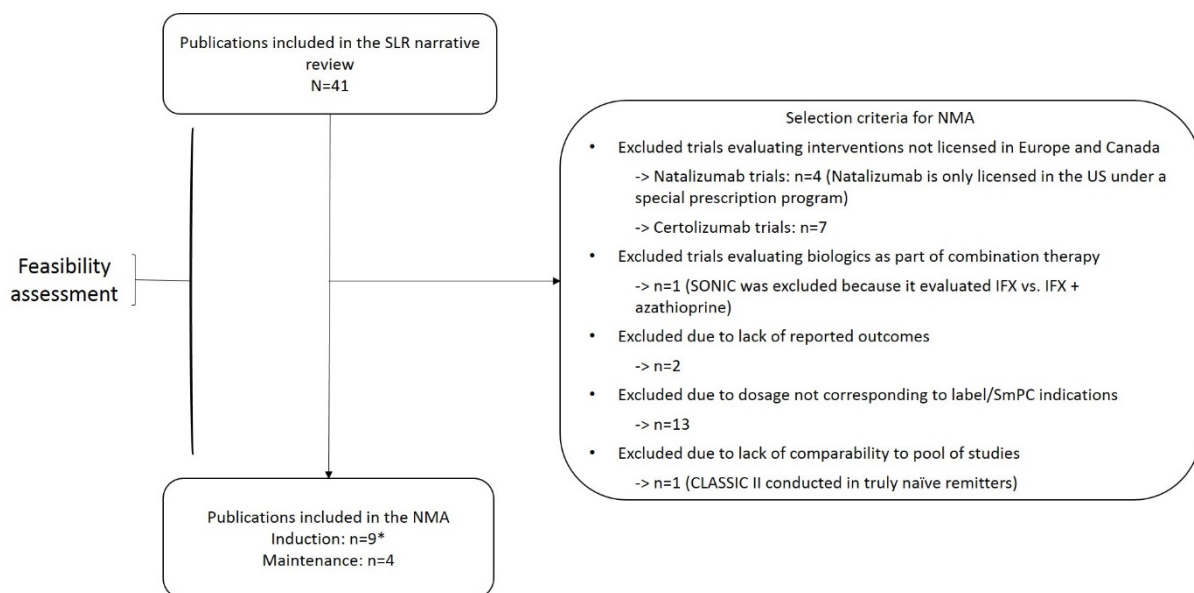 Publications included in the SLR narrative
review
N=41
Feasibility
assessment
Selection criteria for NMA
• Excluded trials evaluating interventions not licensed in Europe and Canada
-> Natalizumab trials: n=4 (Natalizumab is only licensed in the US under a
special prescription program)
-> Certolizumab trials: n=7
• Excluded trials evaluating biologics as part of combination therapy
-> n=1 (SONIC was excluded because it evaluated IFX vs. IFX +
azathioprine)
• Excluded due to lack of reported outcomes
-> n=2
• Excluded due to dosage not corresponding to label/SmPC indications
-> n=13
• Excluded due to lack of comparability to pool of studies
-> n=1 (CLASSIC II conducted in truly naïve remitters)
Publications included in the NMA
Induction: n=9*
Maintenance: n=4